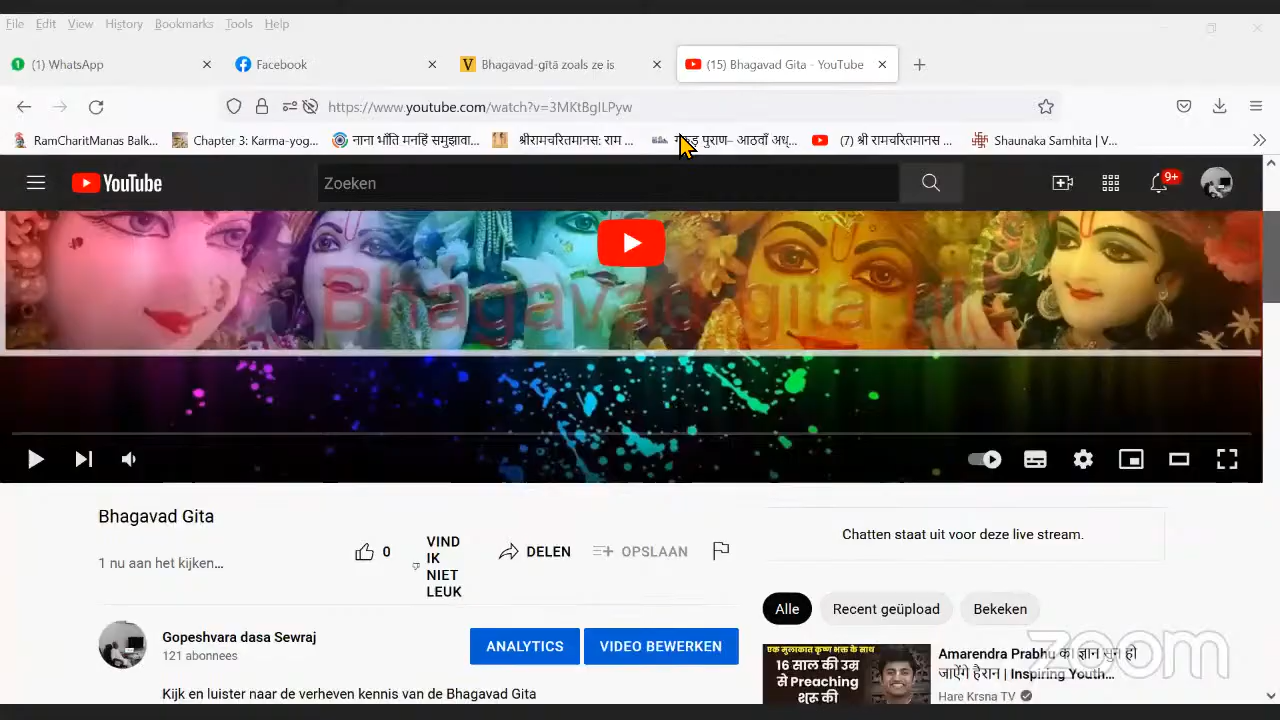 File Edit View History Bookmarks Tools Help
(1) WhatsApp
Facebook
Bhagavad-gītā zoals ze is
(15) Bhagavad Gita - YouTube
https://www.youtube.com/watch?v=3MKtBgILPyw
RamCharitManas Balk...
Chapter 3: Karma-yog...
नाना भाँति मनहिं समुझावा...
श्रीरामचरितमानस: राम ...
पुराण– आठवाँ अध्...
(7) श्री रामचरितमानस ...
Shaunaka Samhita | V...
YouTube
Zoeken
9+
Bhagavad-gita.nl
Bhagavad Gita
1 nu aan het kijken...
0
VIND
IK
NIET
LEUK
DELEN
OPSLAAN
Chatten staat uit voor deze live stream.
Alle
Recent geüpload
Bekeken
Gopeshvara dasa Sewraj
121 abonnees
ANALYTICS
VIDEO BEWERKEN
Kijk en luister naar de verheven kennis van de Bhagavad Gita
एक मुलाकात कृष्ण भक्त के साथ
16 साल की उम्र
से Preaching
शुरू की
Amarendra Prabhu का ज्ञान सुन हो
जाऐंगे हैरान | Inspiring Youth...
Hare Krsna TV
zoom